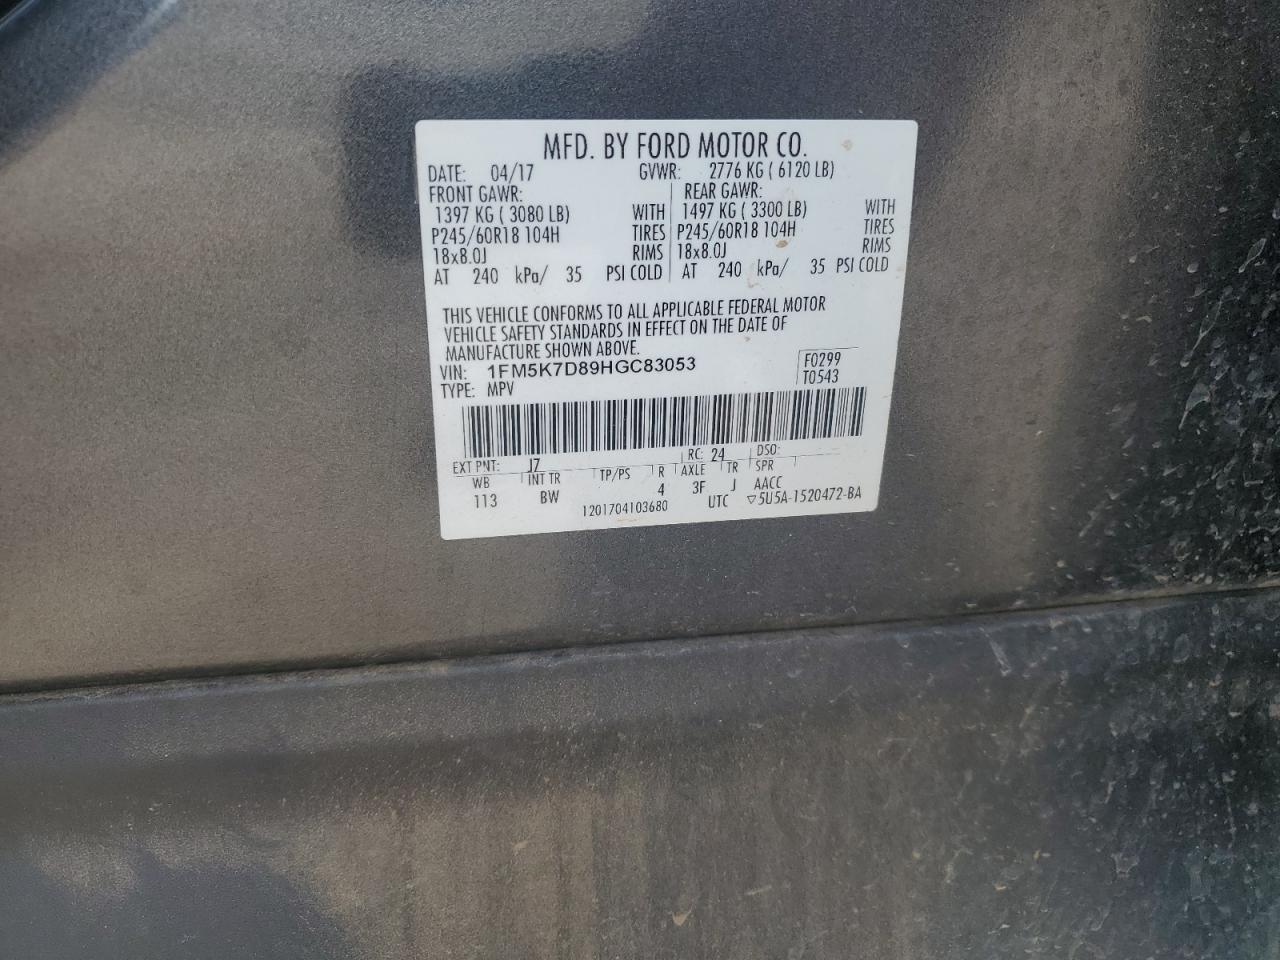 MFD. BY FORD MOTOR CO.
DATE: 04/17 GVWR: 2776 KG ( 6120 LB)
FRONT GAWR: REAR GAWR:
1397 KG ( 3080 LB) WITH 1497 KG ( 3300 LB) WITH
P245/60R18 104H TIRES P245/60R18 104H TIRES
18x8.0J RIMS 18x8.0J RIMS
AT 240 kPa/ 35 PSI COLD AT 240 kPa/ 35 PSI COLD
THIS VEHICLE CONFORMS TO ALL APPLICABLE FEDERAL MOTOR
VEHICLE SAFETY STANDARDS IN EFFECT ON THE DATE OF
MANUFACTURE SHOWN ABOVE.
VIN: 1FM5K7D89HGC83053 F0299
TYPE: MPV T0543
EXT PNT: J7 RC: 24 DSO:
WB INT TR TP/PS R AXLE TR SPR
113 BW 4 3F J AACC
1201704103680 UTC ▽5U5A-1520472-BA